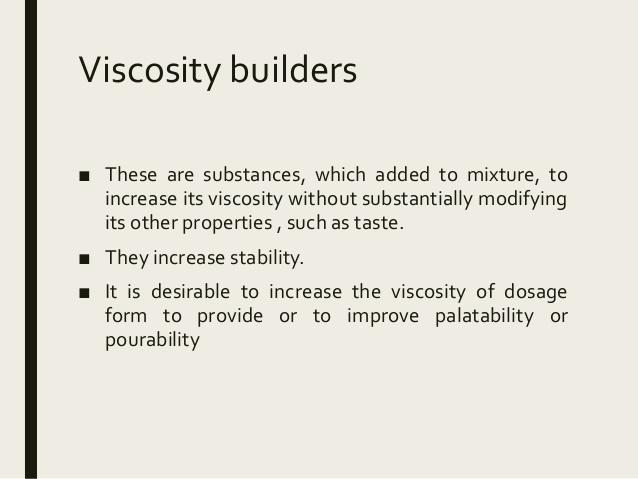 Viscosity builders
■ These are substances, which added to mixture, to
increase its viscosity without substantially modifying
its other properties , such as taste.
■ They increase stability.
■ It is desirable to increase the viscosity of dosage
form to provide or to improve palatability or
pourability